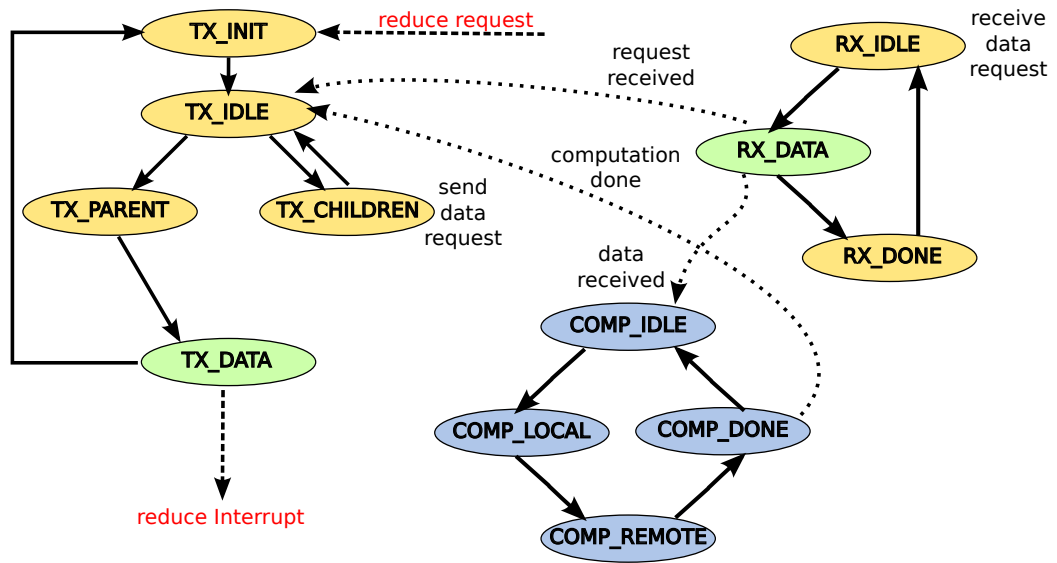 reduce request
TX_INIT
receive
data
request
RX_IDLE
request
received
TX_IDLE
RX_DATA
computation
done
send
data
request
TX_PARENT
TX_CHILDREN
data
received
RX_DONE
COMP_IDLE
TX_DATA
COMP_LOCAL
COMP_DONE
reduce Interrupt
COMP_REMOTE